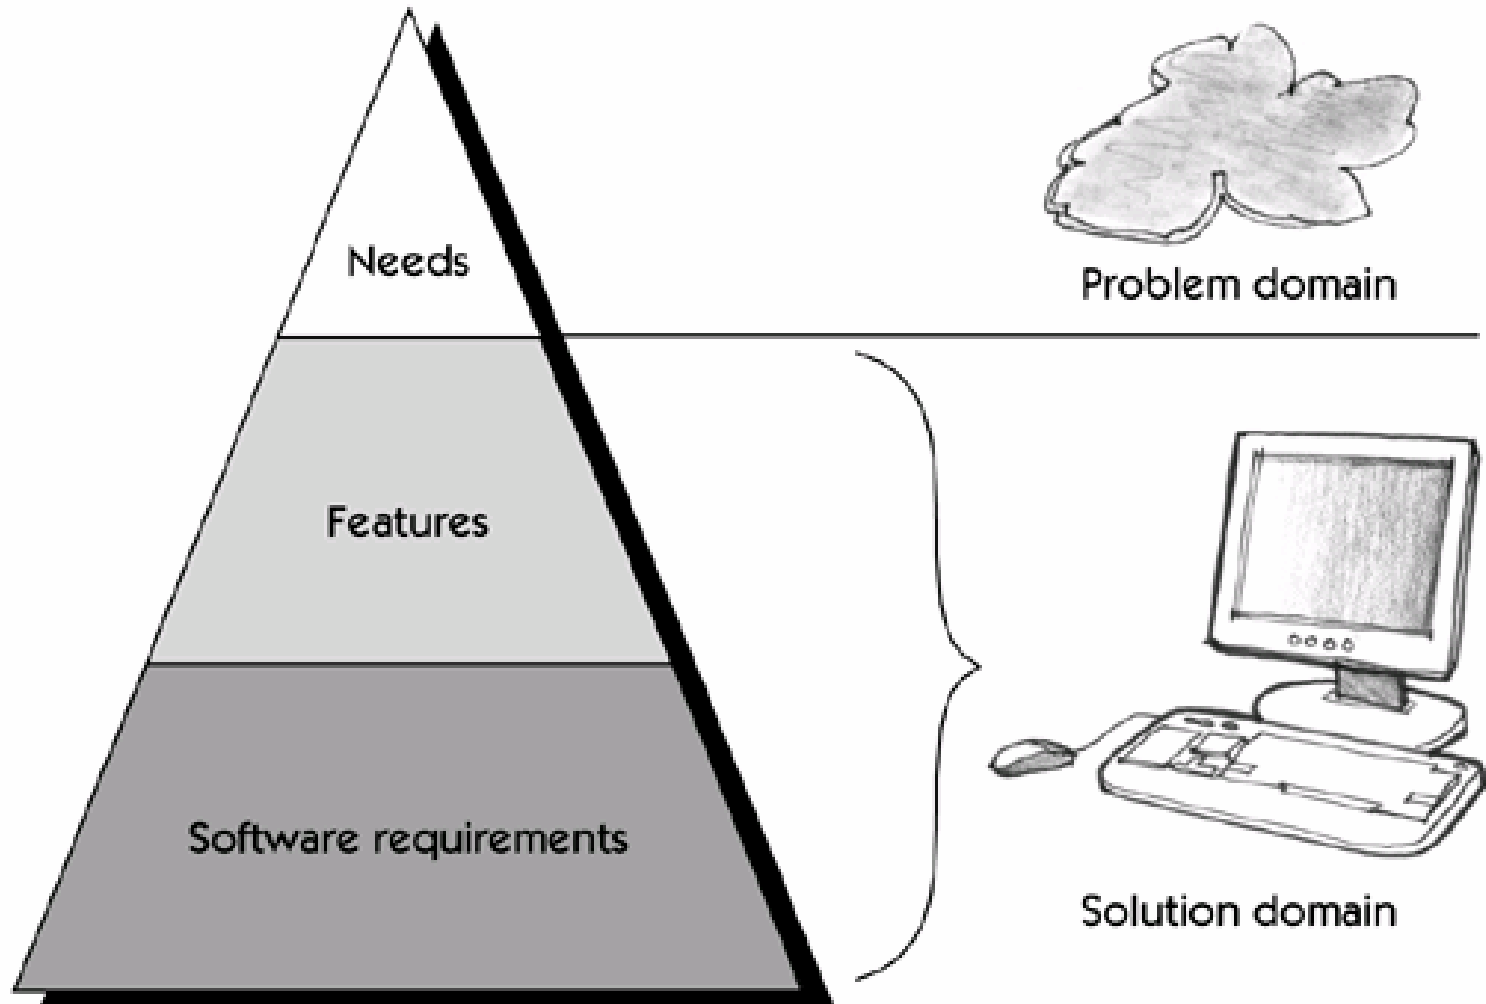 Needs
Problem domain
Features
Software requirements
Solution domain